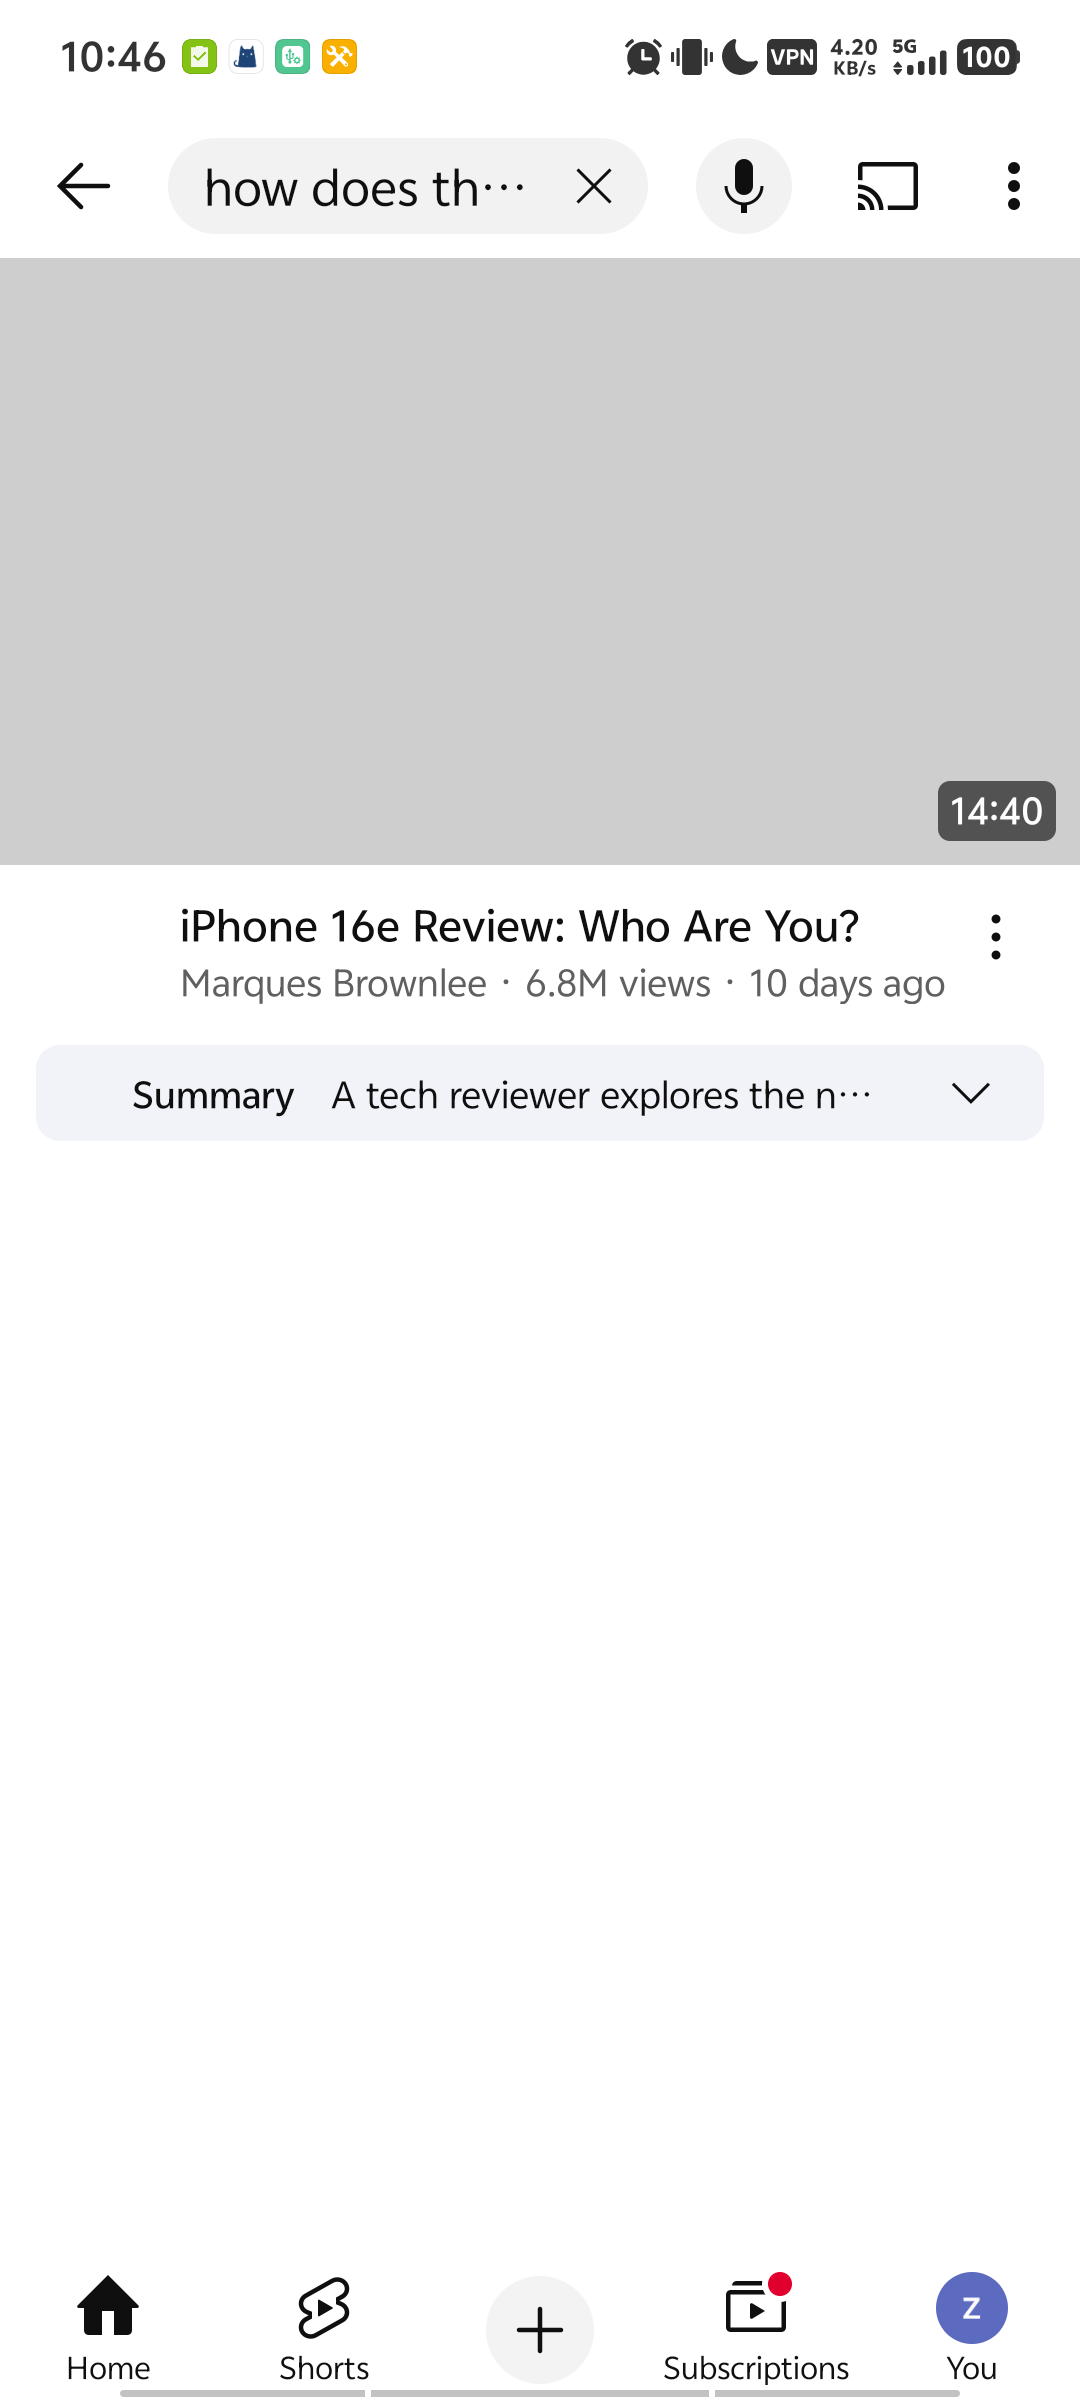 10:46
VPN
4.20 KB/s
5G
100
how does th···
14:40
iPhone 16e Review: Who Are You?
Marques Brownlee · 6.8M views · 10 days ago
Summary A tech reviewer explores the n···
Home
Shorts
Subscriptions
Z
You